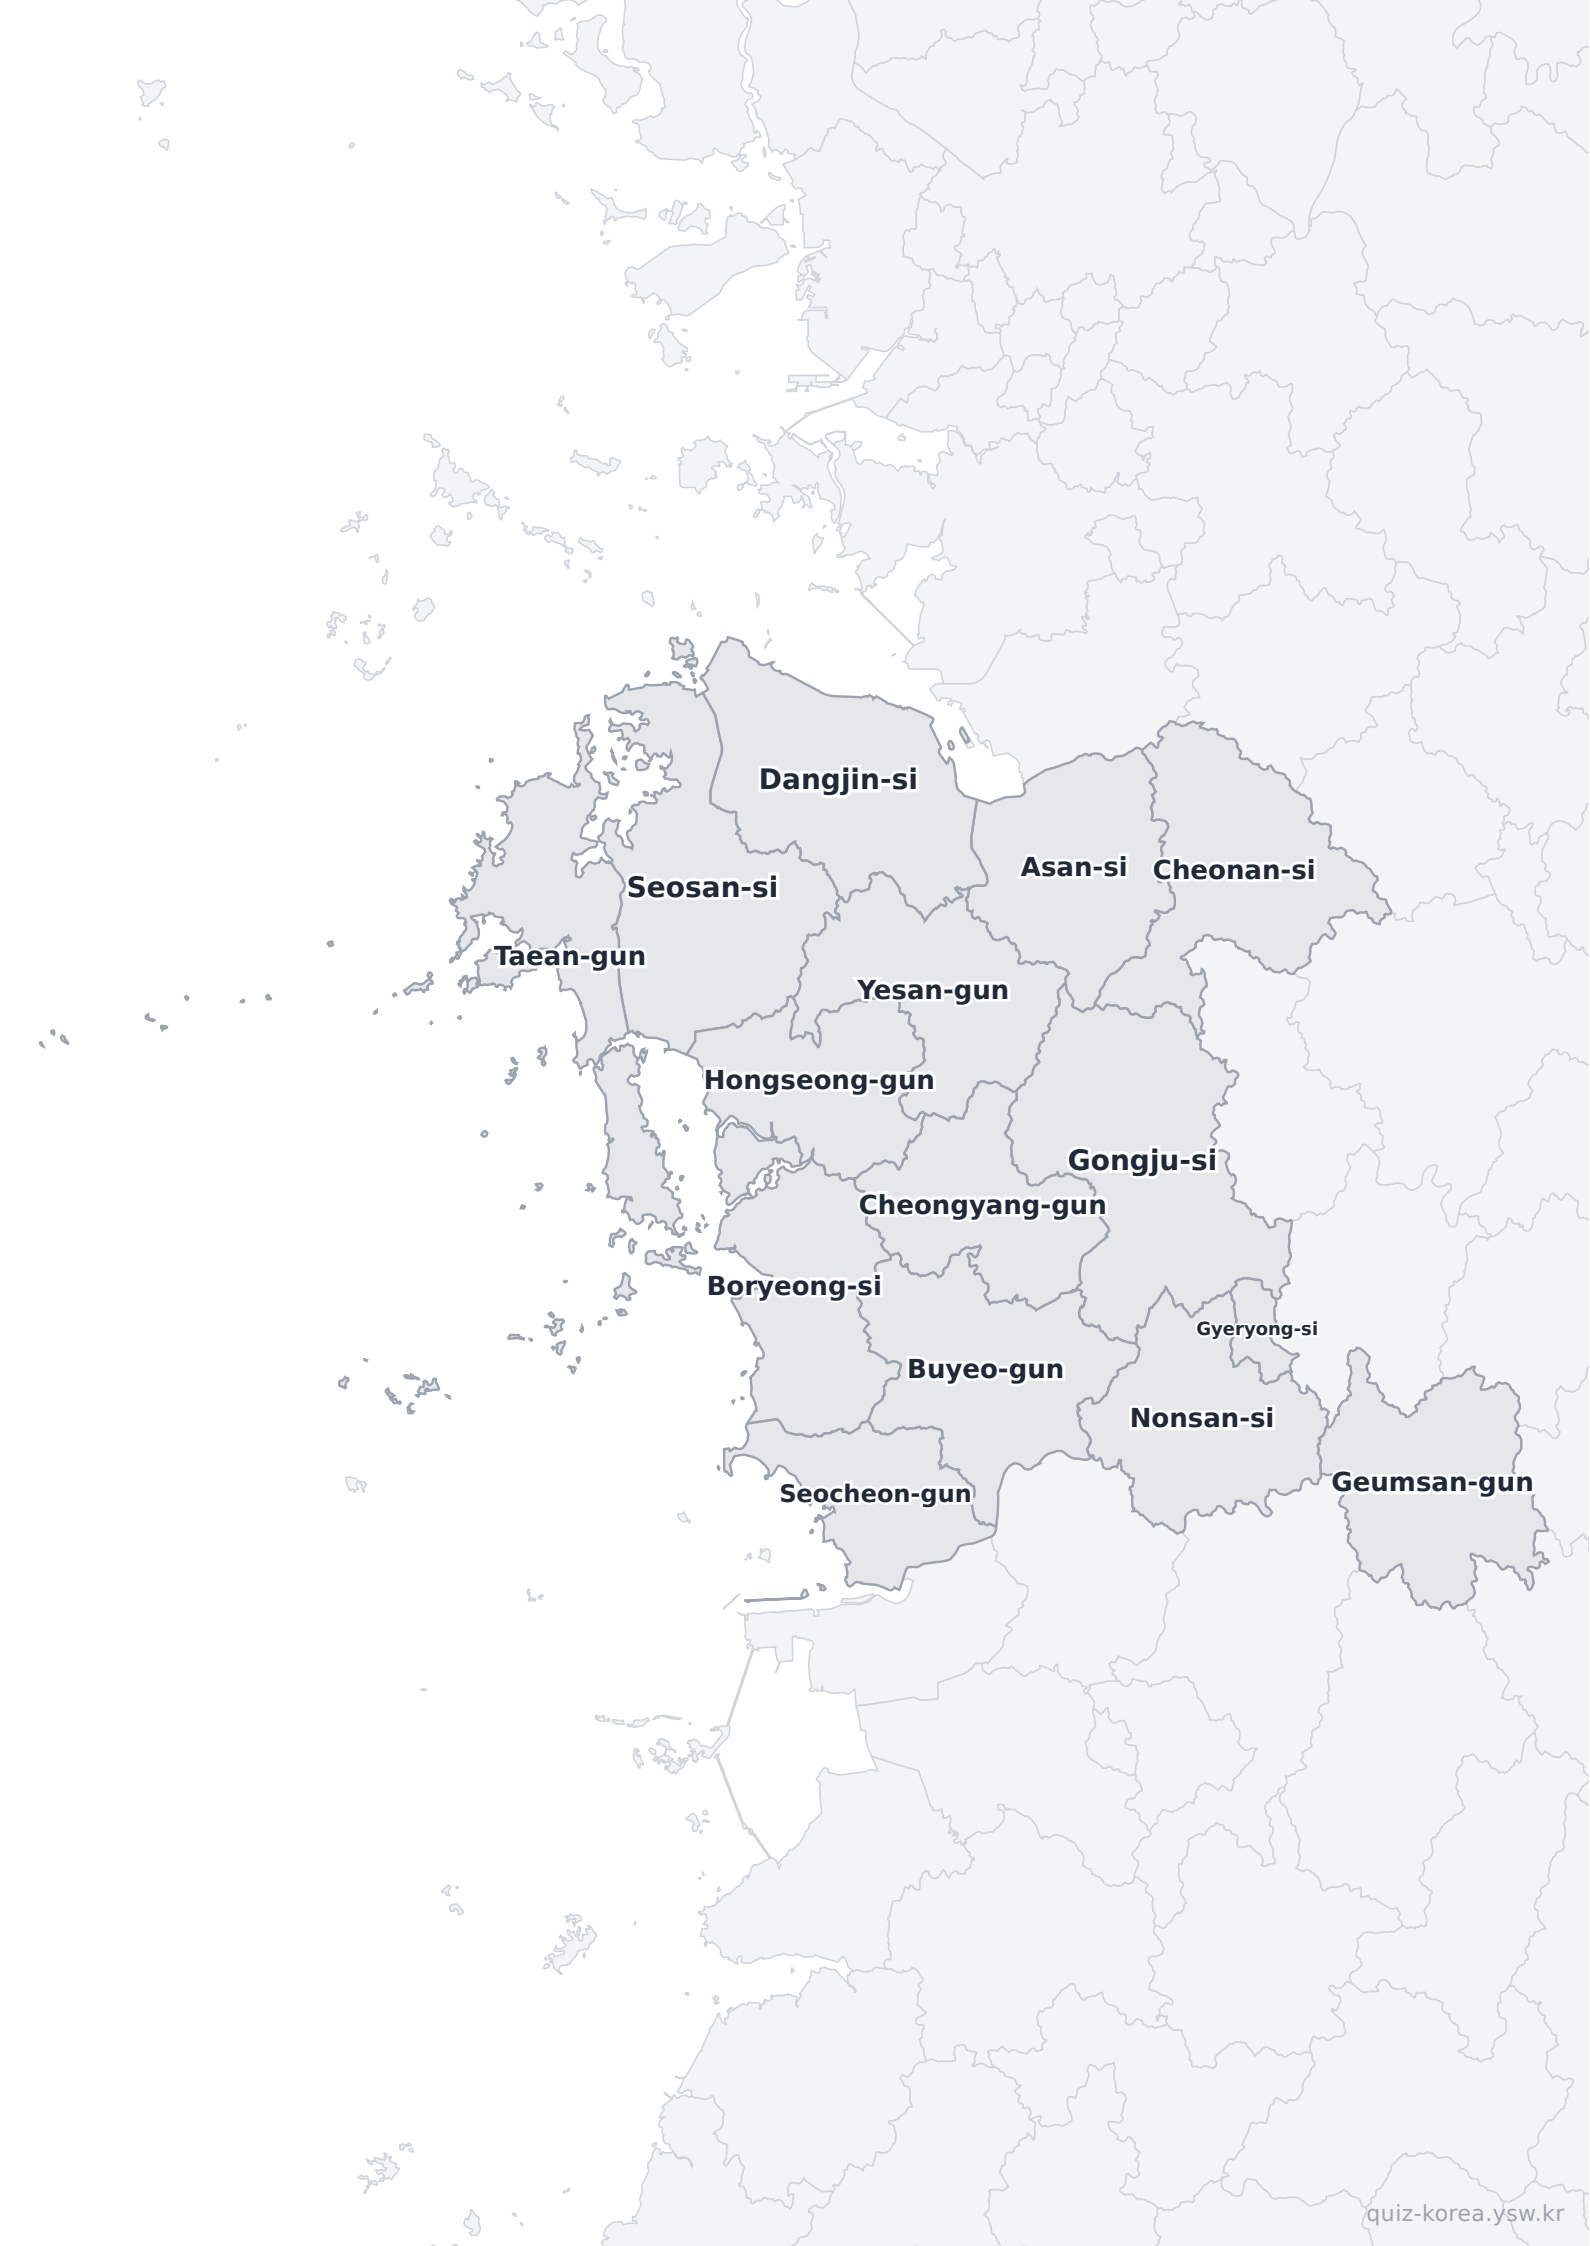 Dangjin-si
Asan-si
Cheonan-si
Seosan-si
Taean-gun
Yesan-gun
Hongseong-gun
Gongju-si
Cheongyang-gun
Boryeong-si
Gyeryong-si
Buyeo-gun
Nonsan-si
Geumsan-gun
Seocheon-gun
quiz-korea.ysw.kr